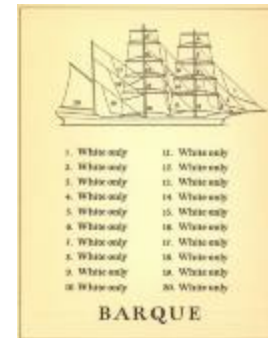 1. White only 11. White only
2. White only 12. White only
3. White only 13. White only
4. White only 14. White only
5. White only 15. White only
6. White only 16. White only
7. White only 17. White only
8. White only 18. White only
9. White only 19. White only
10. White only 20. White only
BARQUE